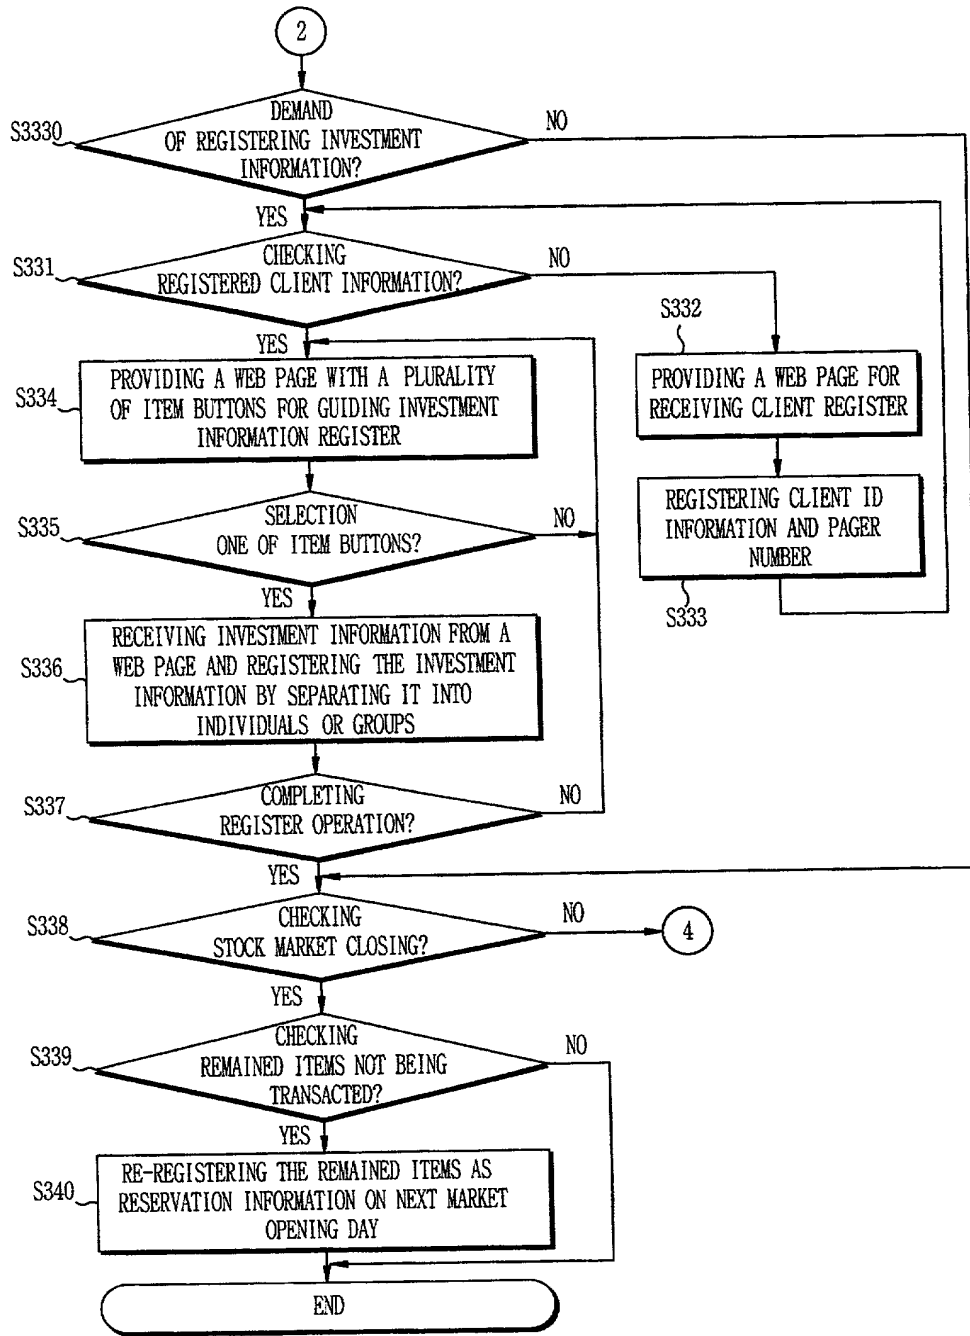 2
DEMAND
OF REGISTERING INVESTMENT
INFORMATION?
S3330
NO
YES
CHECKING
REGISTERED CLIENT INFORMATION?
S331
NO
YES
S332
PROVIDING A WEB PAGE FOR
RECEIVING CLIENT REGISTER
REGISTERING CLIENT ID
INFORMATION AND PAGER
NUMBER
S333
PROVIDING A WEB PAGE WITH A PLURALITY
OF ITEM BUTTONS FOR GUIDING INVESTMENT
INFORMATION REGISTER
S334
SELECTION
ONE OF ITEM BUTTONS?
S335
NO
YES
RECEIVING INVESTMENT INFORMATION FROM A
WEB PAGE AND REGISTERING THE INVESTMENT
INFORMATION BY SEPARATING IT INTO
INDIVIDUALS OR GROUPS
S336
COMPLETING
REGISTER OPERATION?
S337
NO
YES
CHECKING
STOCK MARKET CLOSING?
S338
NO
4
YES
CHECKING
REMAINED ITEMS NOT BEING
TRANSACTED?
S339
NO
YES
RE-REGISTERING THE REMAINED ITEMS AS
RESERVATION INFORMATION ON NEXT MARKET
OPENING DAY
S340
END